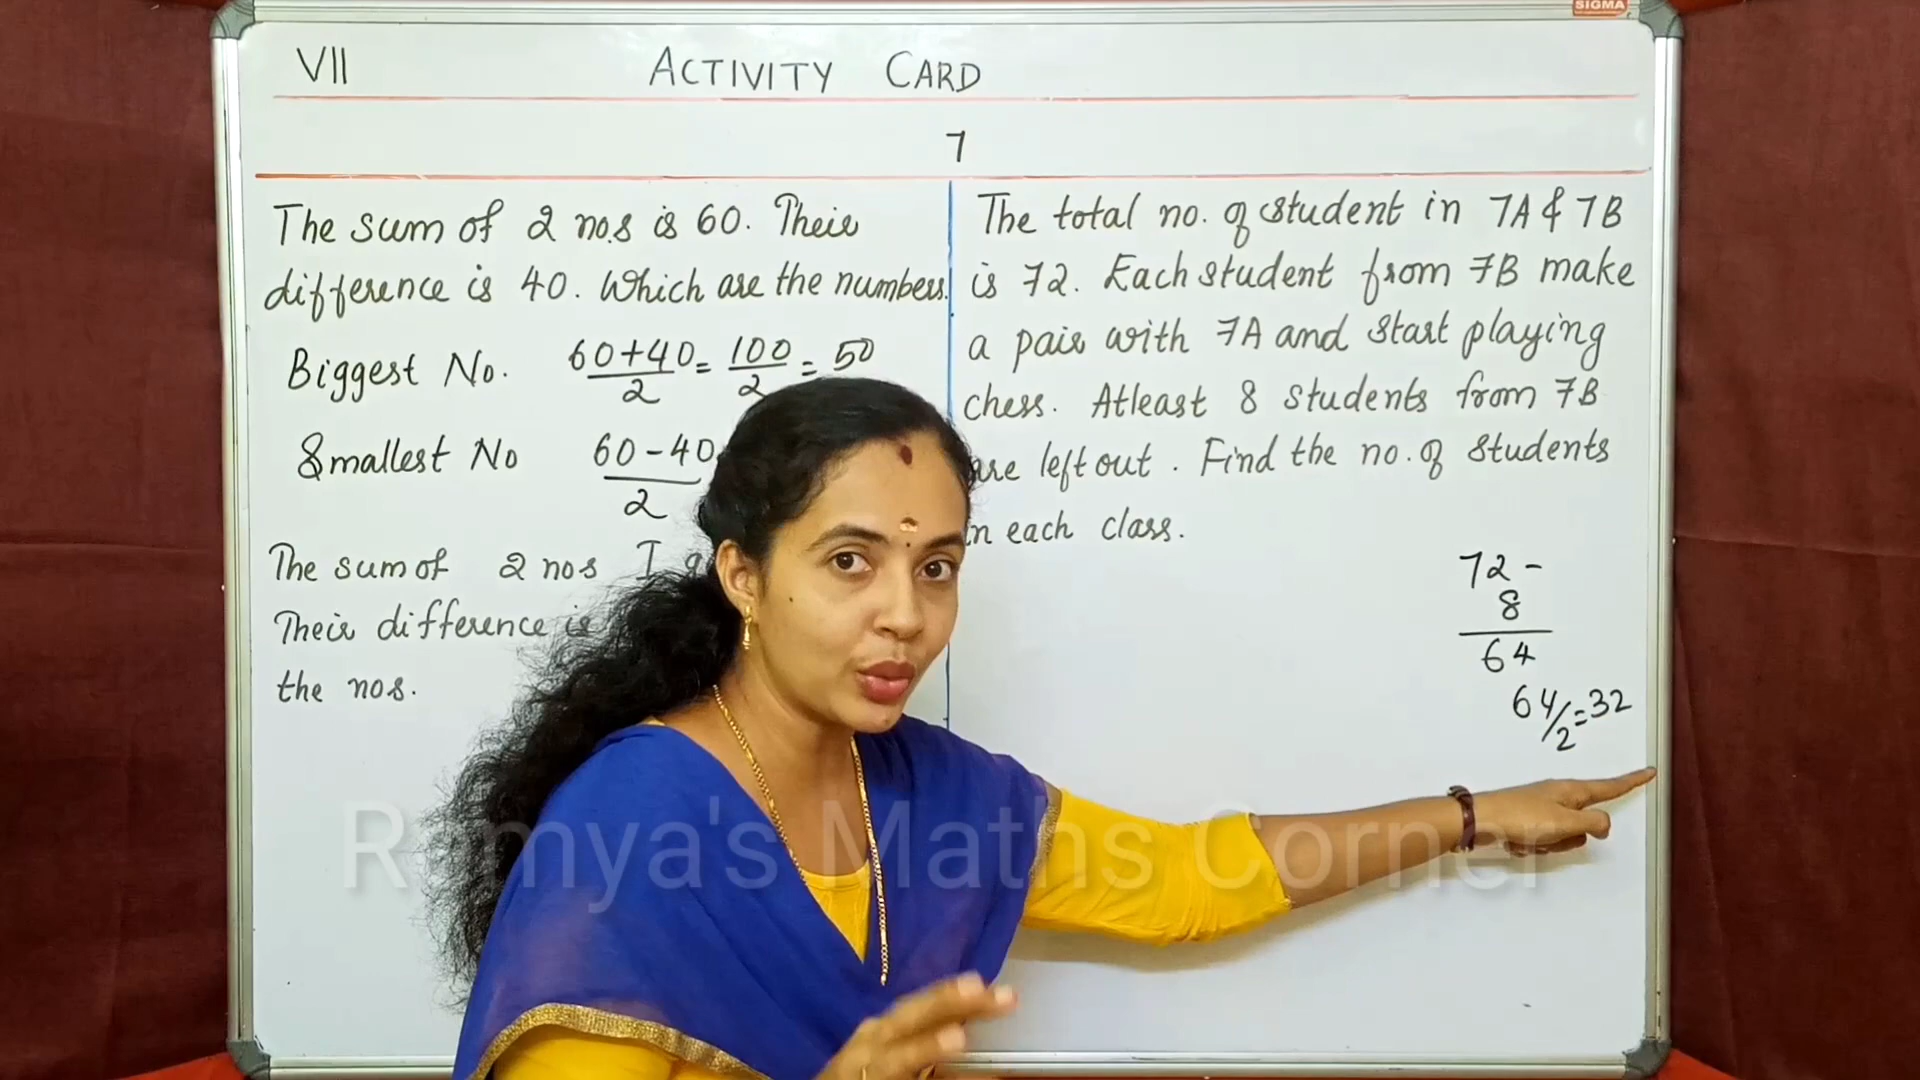 SIGMA
VII ACTIVITY CARD
7
The sum of 2 nos is 60. Their
difference is 40. Which are the numbers.
Biggest No. 60+40/2 = 100/2 = 50
Smallest No 60-40/2
The sum of 2 nos I
Their difference is
the nos.
The total no. of student in 7A & 7B
is 72. Each student from 7B make
a pair with 7A and start playing
chess. Atleast 8 students from 7B
are left out. Find the no. of students
in each class.
72 -
8
64
64/2=32
Ramya's Maths Corner